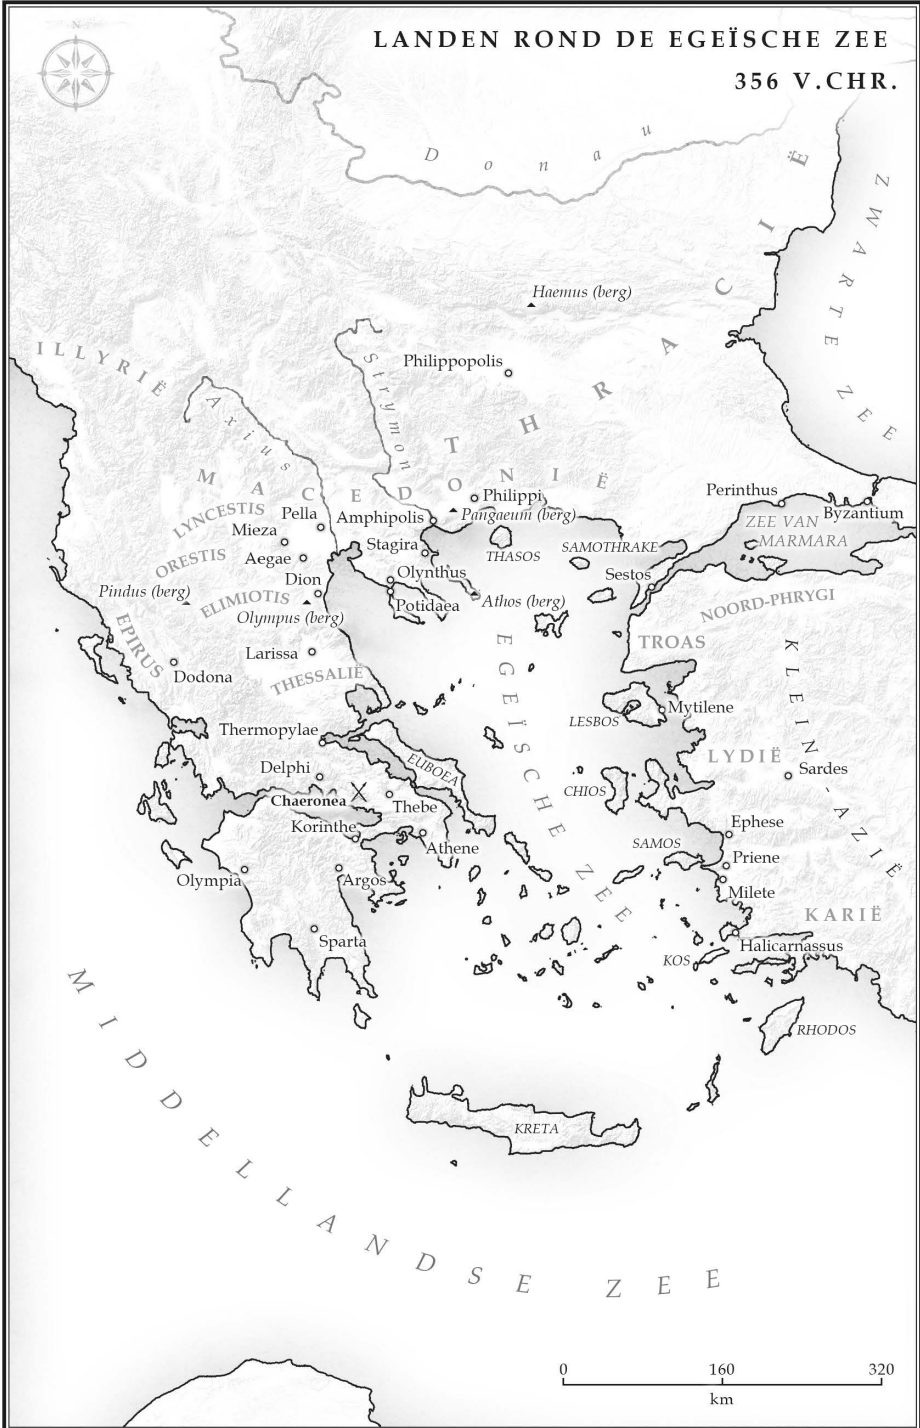 N
LANDEN ROND DE EGEÏSCHE ZEE
356 V.CHR.
Donau
ZWARTE ZEE
Haemus (berg)
THRACIË
ILLYRIË
Philippopolis
Strymon
Axius
MACEDONIË
LYNCESTIS
Pella
Mieza
Amphipolis
Philippi
Pangaeum (berg)
Perinthus
Byzantium
ZEE VAN
MARMARA
ORESTIS
Aegae
Stagira
THASOS
SAMOTHRAKE
Dion
Olynthus
Sestos
Pindus (berg)
ELIMIOTIS
Olympus (berg)
Potidaea
Athos (berg)
NOORD-PHRYGI
EPIRUS
TROAS
KLEIN-AZIË
EGEÏSCHE ZEE
Larissa
Dodona
THESSALIË
LESBOS
Mytilene
Thermopylae
EUBOEA
LYDIË
Delphi
Sardes
CHIOS
Chaeronea
Thebe
Korinthe
Ephese
Athene
SAMOS
Priene
Olympia
Argos
Milete
KARIË
Sparta
Halicarnassus
KOS
RHODOS
MIDDELLANDSE ZEE
KRETA
0 160 320
km